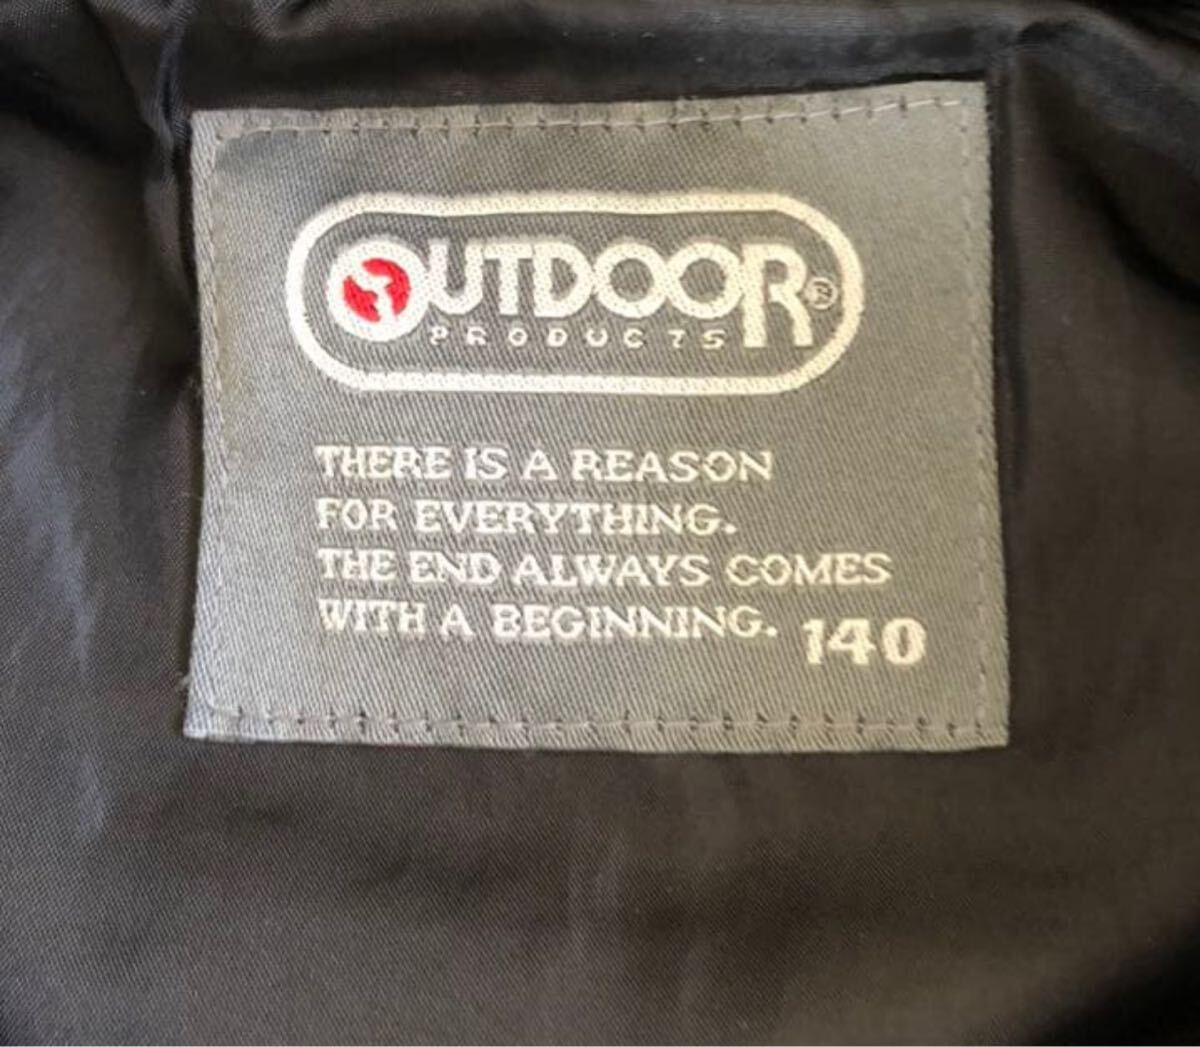 OUTDOOR®
PRODUCTS
THERE IS A REASON
FOR EVERYTHING.
THE END ALWAYS COMES
WITH A BEGINNING. 140